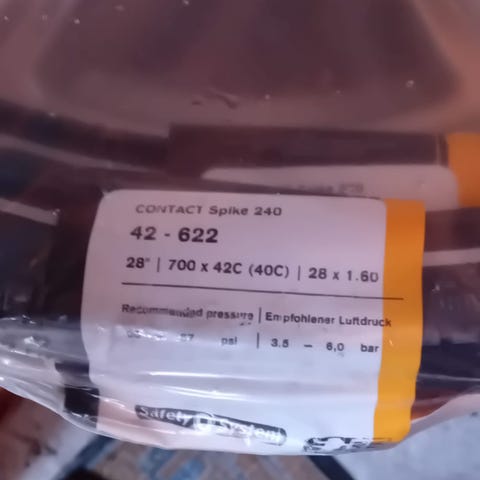 CONTACT Spike 240
42 - 622
28" | 700 x 42C (40C) | 28 x 1.60
Recommended pressure | Empfohlener Luftdruck
87 psi | 3.5 – 6,0 bar
Safety System